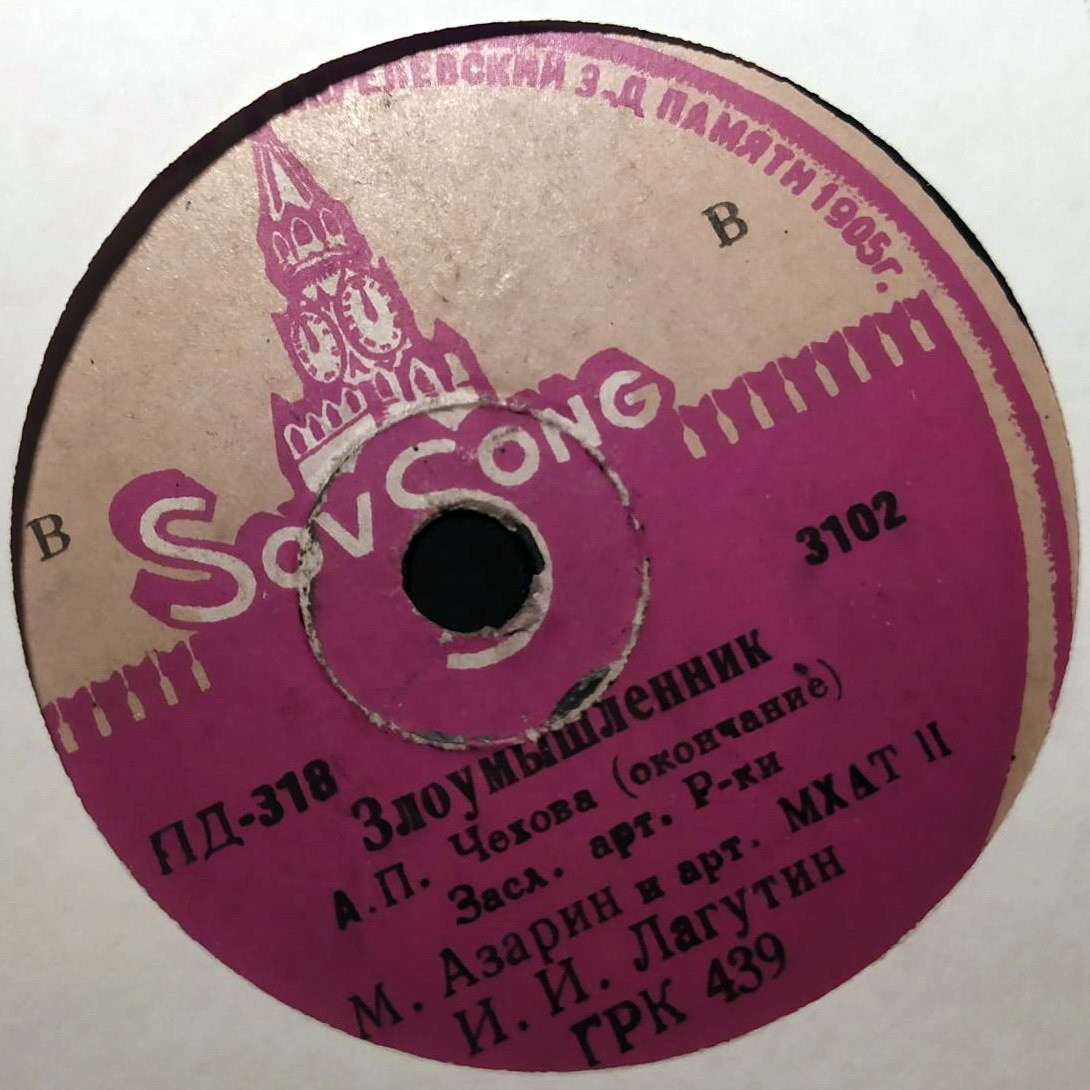 АПРЕЛЕВСКИЙ З-Д ПАМЯТИ 1905г.
В
В
SovSong
3102
ПД-318
Злоумышленник
А.П. Чехова (окончание)
Засл. арт. Р-ки
М. Азарин и арт. МХАТ II
И. И. Лагутин
ГРК 439